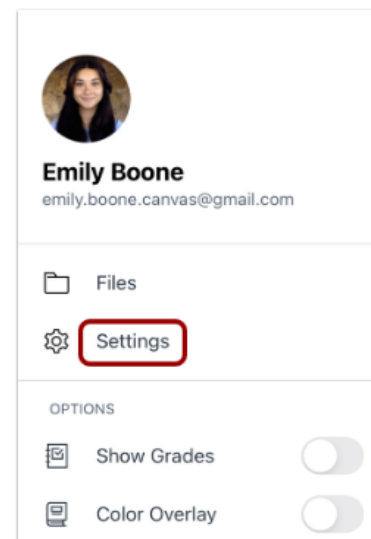 Emily Boone
emily.boone.canvas@gmail.com
Files
Settings
OPTIONS
Show Grades
Color Overlay